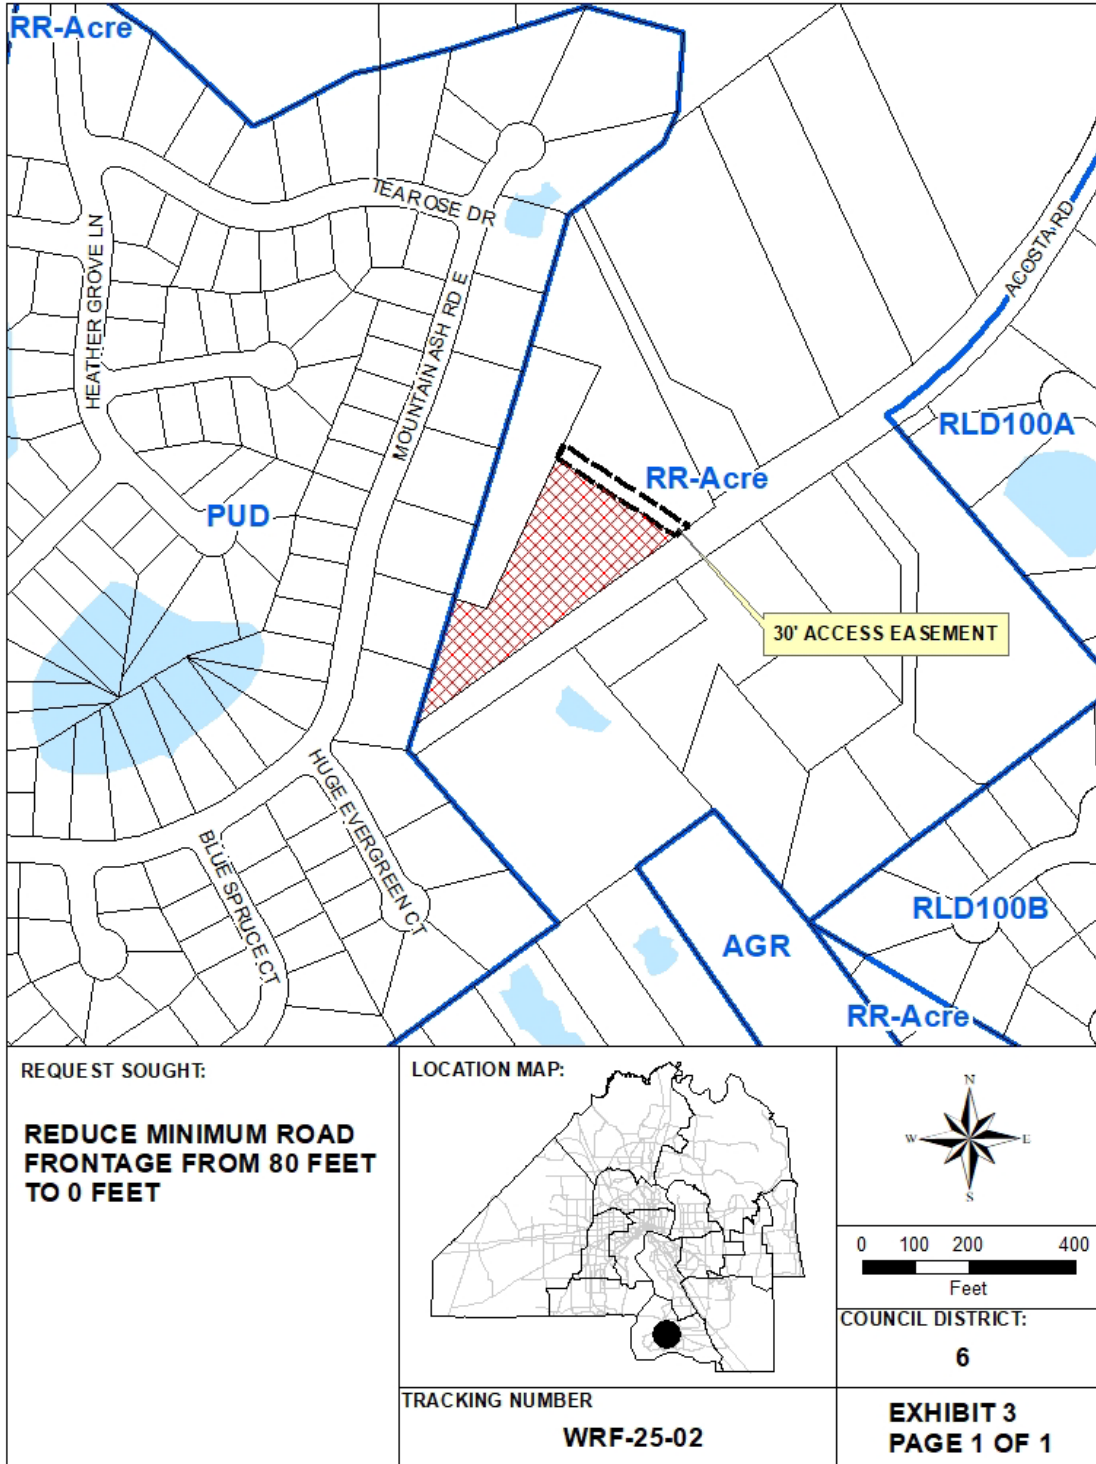 RR-Acre
TEAROSE DR
HEATHER GROVE LN
MOUNTAIN ASH RD E
ACOSTA RD
RLD100A
RR-Acre
PUD
30' ACCESS EASEMENT
HUGE EVERGREEN CT
BLUE SPRUCE CT
RLD100B
AGR
RR-Acre
REQUEST SOUGHT:
REDUCE MINIMUM ROAD
FRONTAGE FROM 80 FEET
TO 0 FEET
LOCATION MAP:
N
W
E
S
0 100 200 400
Feet
COUNCIL DISTRICT:
6
TRACKING NUMBER
WRF-25-02
EXHIBIT 3
PAGE 1 OF 1